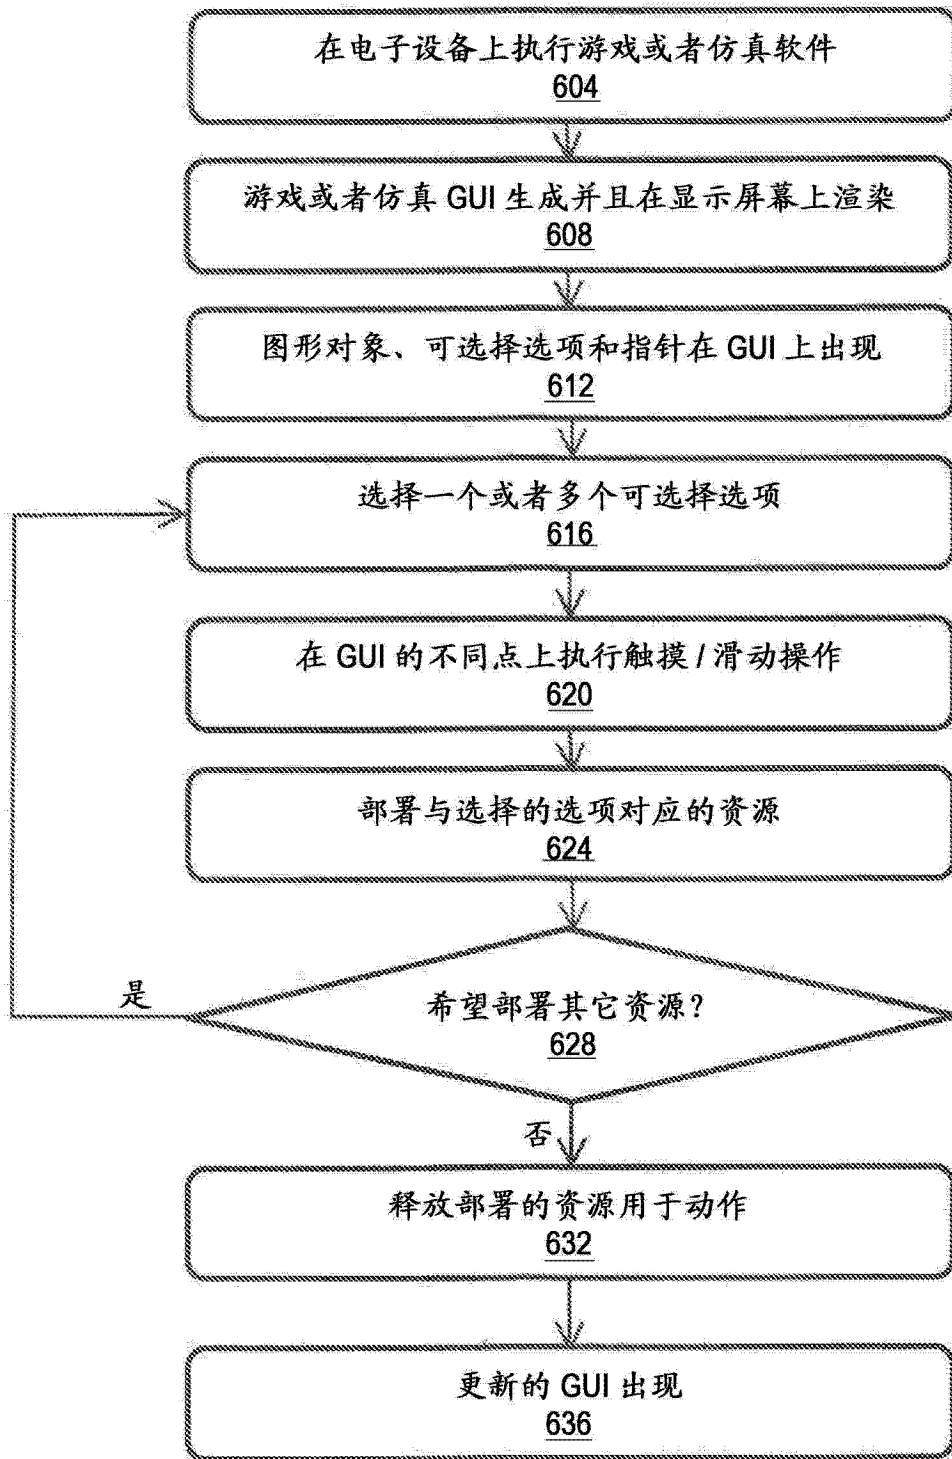 在电子设备上执行游戏或者仿真软件
604
游戏或者仿真 GUI 生成并且在显示屏幕上渲染
608
图形对象、可选择选项和指针在 GUI 上出现
612
选择一个或者多个可选择选项
616
在 GUI 的不同点上执行触摸 / 滑动操作
620
部署与选择的选项对应的资源
624
是
希望部署其它资源?
628
否
释放部署的资源用于动作
632
更新的 GUI 出现
636